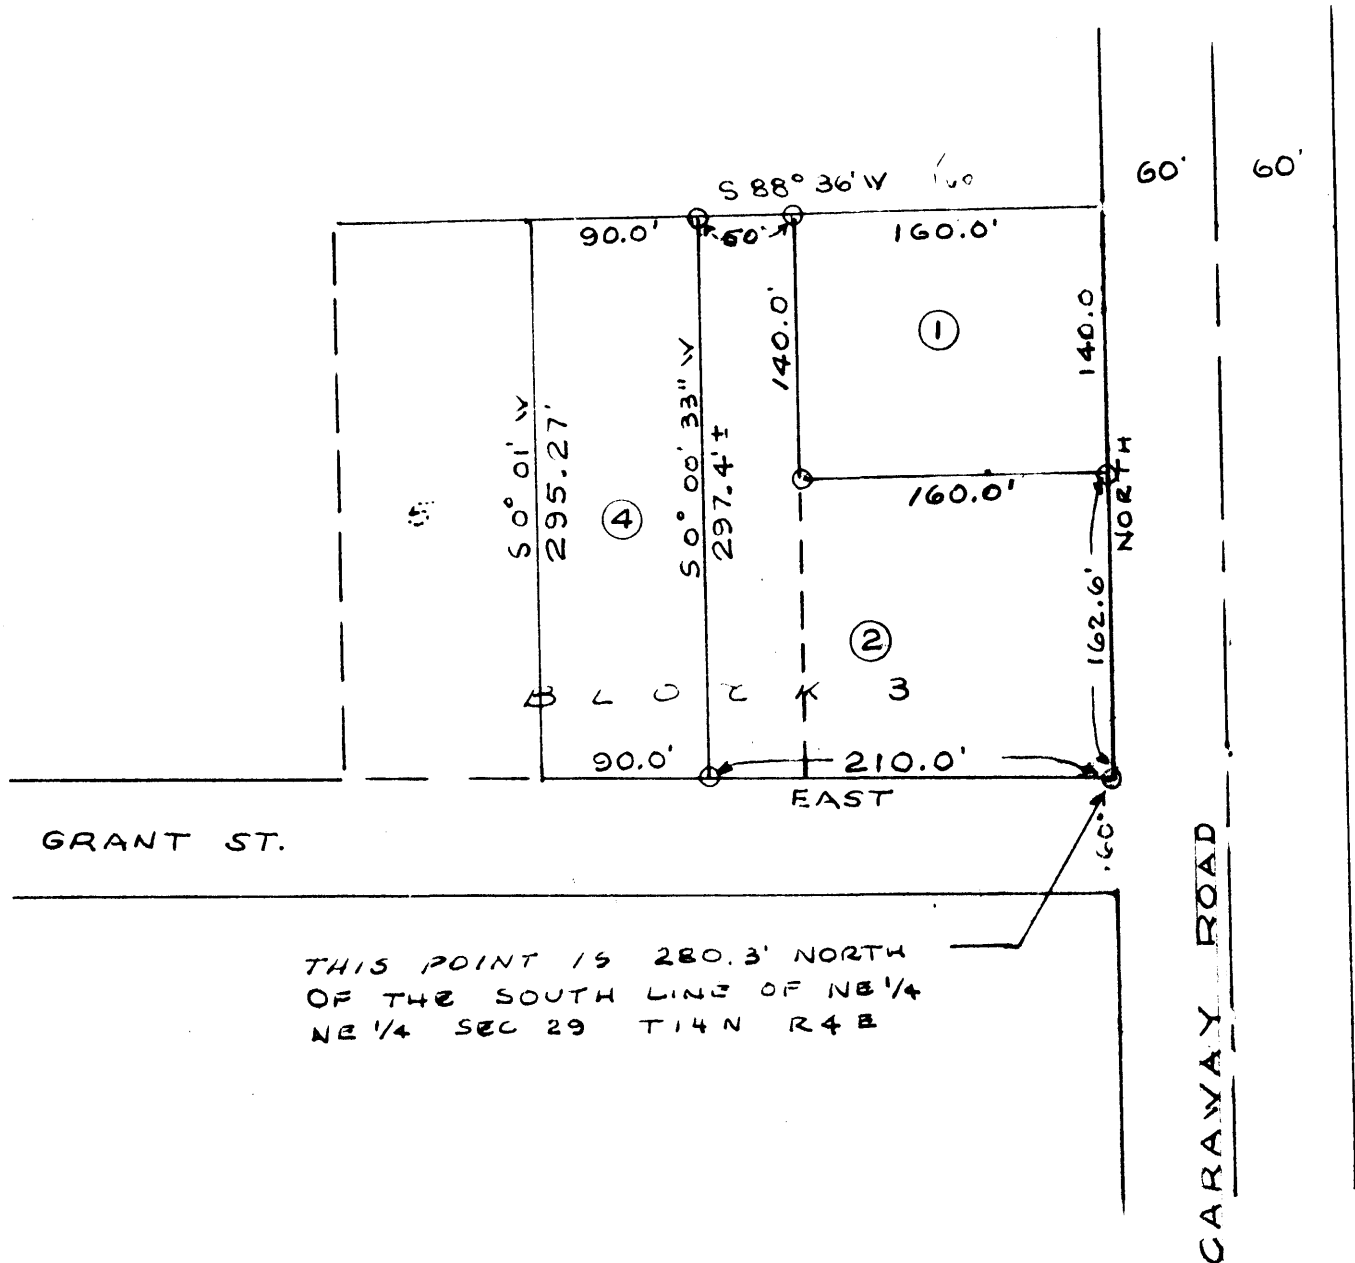 60' 60'
S 88° 36' W
90.0' 50' 160.0'
140.0' 1 140.0
S 0° 01' W
295.27'
S 0° 00' 33" W
297.4' ±
5 4
160.0'
NORTH
162.6'
2
BLOCK 3
90.0' 210.0'
EAST
GRANT ST.
60'
CARAWAY ROAD
THIS POINT IS 280.3' NORTH
OF THE SOUTH LINE OF NE 1/4
NE 1/4 SEC 29 T14N R4E